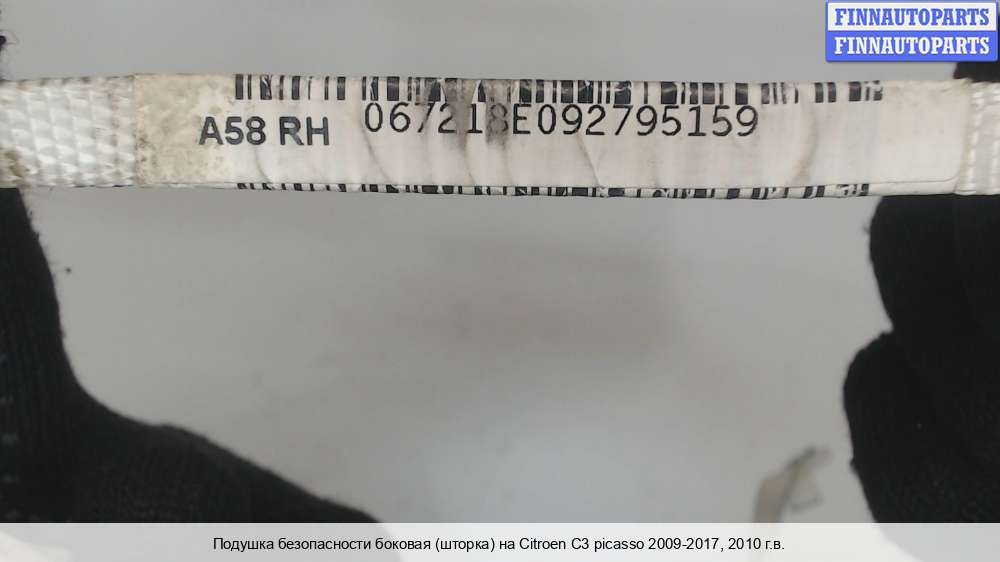 FINNAUTOPARTS
FINNAUTOPARTS
A58 RH 067218E092795159
Подушка безопасности боковая (шторка) на Citroen C3 picasso 2009-2017, 2010 г.в.